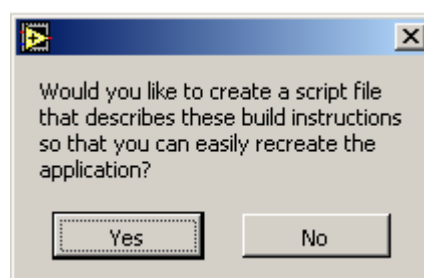 Would you like to create a script file
that describes these build instructions
so that you can easily recreate the
application?
Yes
No